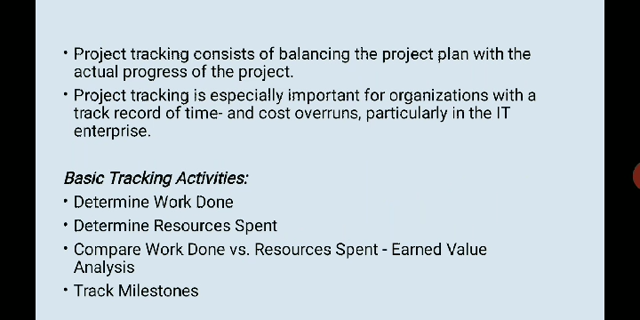 • Project tracking consists of balancing the project plan with the
actual progress of the project.
• Project tracking is especially important for organizations with a
track record of time- and cost overruns, particularly in the IT
enterprise.
Basic Tracking Activities:
• Determine Work Done
• Determine Resources Spent
• Compare Work Done vs. Resources Spent - Earned Value
Analysis
• Track Milestones